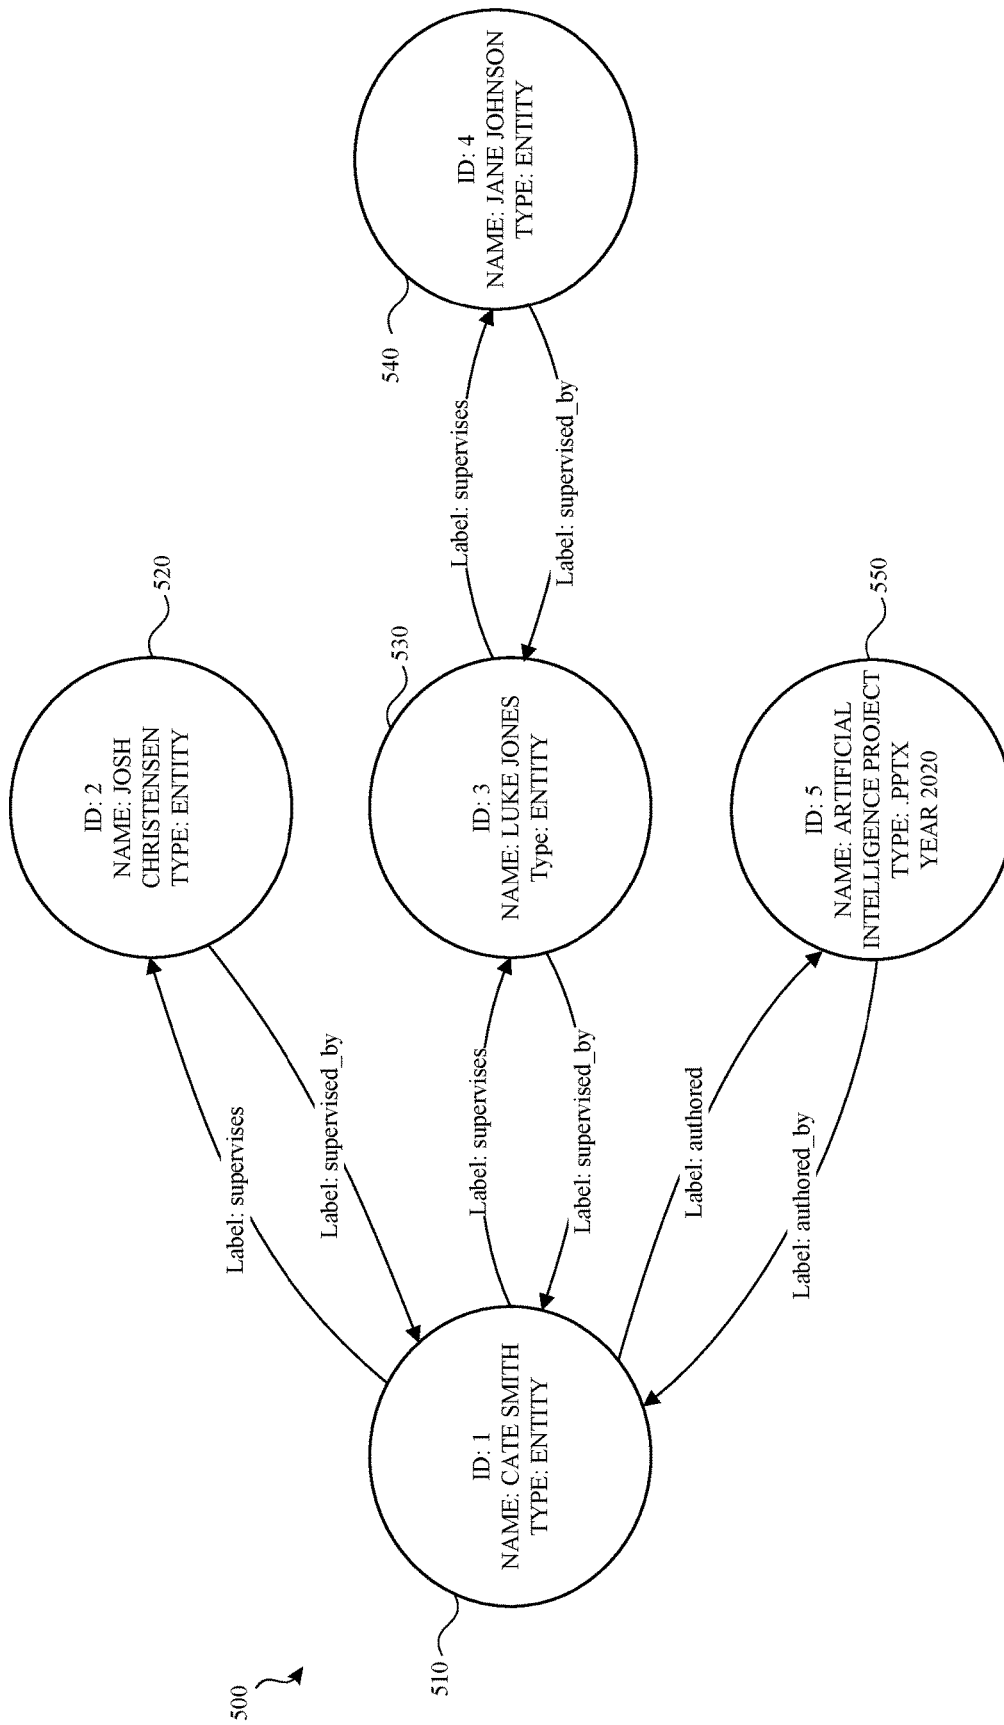 500
510
ID: 1
NAME: CATE SMITH
TYPE: ENTITY
Label: supervises
Label: supervised_by
Label: supervises
Label: supervised_by
Label: authored
Label: authored_by
520
ID: 2
NAME: JOSH
CHRISTENSEN
TYPE: ENTITY
530
ID: 3
NAME: LUKE JONES
Type: ENTITY
550
ID: 5
NAME: ARTIFICIAL
INTELLIGENCE PROJECT
TYPE: .PPTX
YEAR 2020
Label: supervises
Label: supervised_by
540
ID: 4
NAME: JANE JOHNSON
TYPE: ENTITY